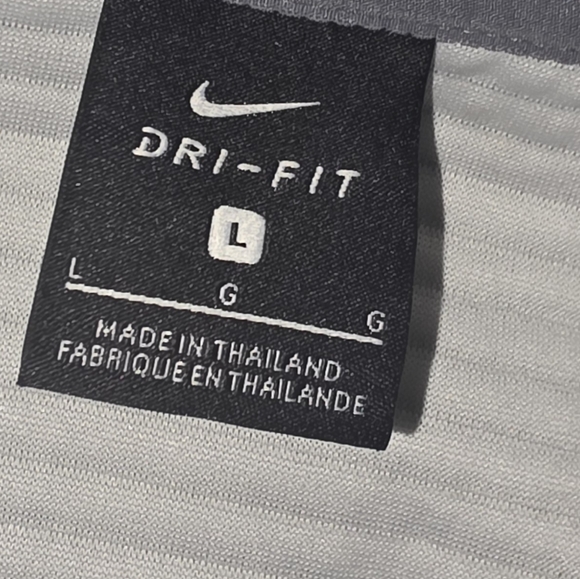 DRI-FIT
L
L G G
MADE IN THAILAND
FABRIQUE EN THAILANDE